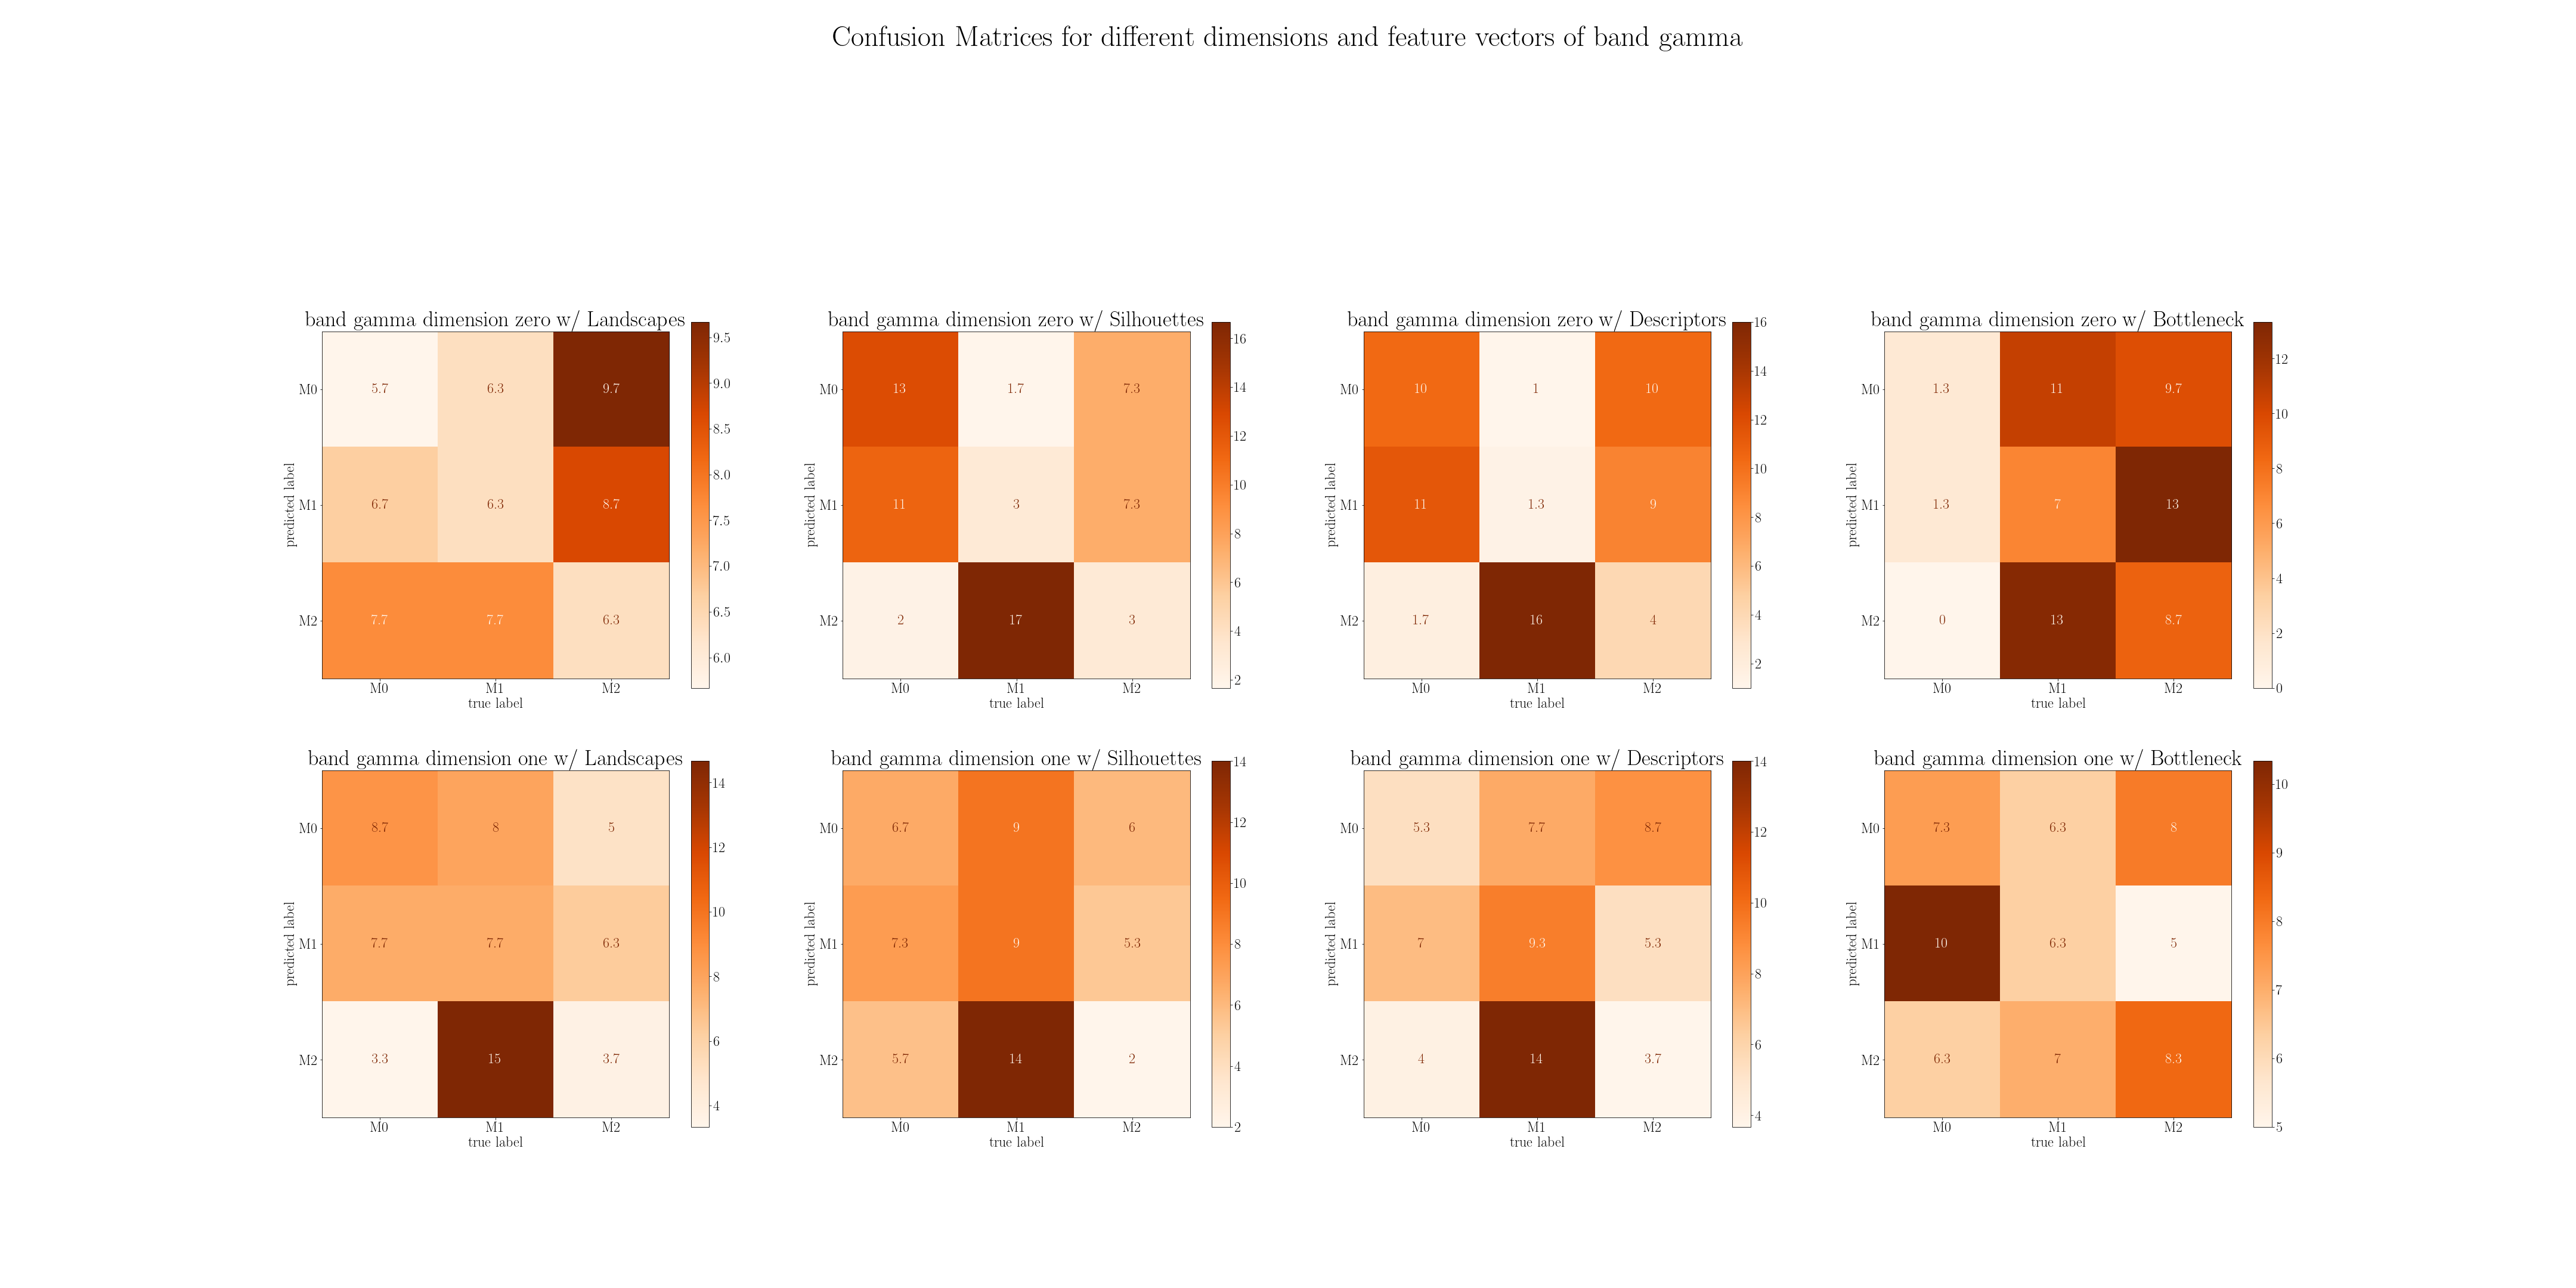 Confusion Matrices for different dimensions and feature vectors of band gamma
band gamma dimension zero w/ Landscapes
predicted label
M0 5.7 6.3 9.7
M1 6.7 6.3 8.7
M2 7.7 7.7 6.3
M0 M1 M2
true label
9.5
9.0
8.5
8.0
7.5
7.0
6.5
6.0
band gamma dimension zero w/ Silhouettes
predicted label
M0 13 1.7 7.3
M1 11 3 7.3
M2 2 17 3
M0 M1 M2
true label
16
14
12
10
8
6
4
2
band gamma dimension zero w/ Descriptors
predicted label
M0 10 1 10
M1 11 1.3 9
M2 1.7 16 4
M0 M1 M2
true label
16
14
12
10
8
6
4
2
band gamma dimension zero w/ Bottleneck
predicted label
M0 1.3 11 9.7
M1 1.3 7 13
M2 0 13 8.7
M0 M1 M2
true label
12
10
8
6
4
2
0
band gamma dimension one w/ Landscapes
predicted label
M0 8.7 8 5
M1 7.7 7.7 6.3
M2 3.3 15 3.7
M0 M1 M2
true label
14
12
10
8
6
4
band gamma dimension one w/ Silhouettes
predicted label
M0 6.7 9 6
M1 7.3 9 5.3
M2 5.7 14 2
M0 M1 M2
true label
14
12
10
8
6
4
2
band gamma dimension one w/ Descriptors
predicted label
M0 5.3 7.7 8.7
M1 7 9.3 5.3
M2 4 14 3.7
M0 M1 M2
true label
14
12
10
8
6
4
band gamma dimension one w/ Bottleneck
predicted label
M0 7.3 6.3 8
M1 10 6.3 5
M2 6.3 7 8.3
M0 M1 M2
true label
10
9
8
7
6
5